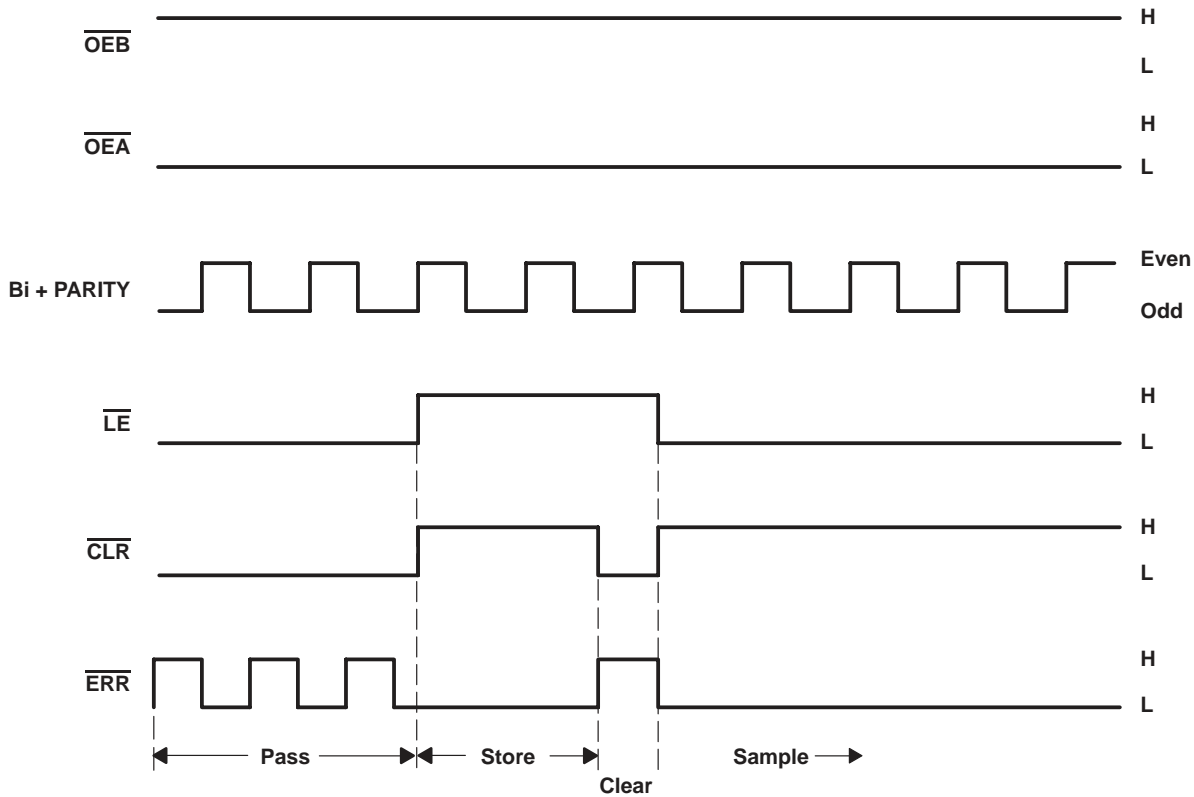 H
OEB
L
H
OEA
L
Even
Bi + PARITY
Odd
H
LE
L
H
CLR
L
H
ERR
L
Pass
Store
Sample
Clear